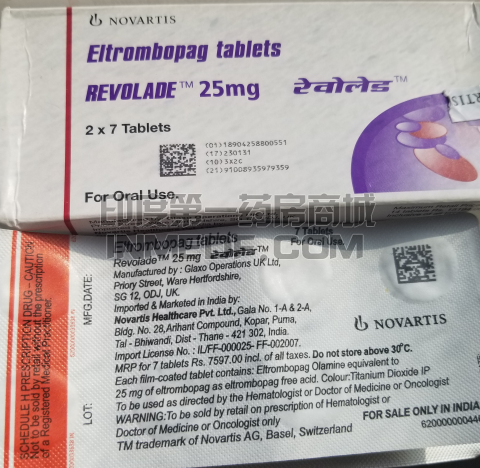 NOVARTIS
Eltrombopag tablets
REVOLADE™ 25mg रेवोलेड™
2 x 7 Tablets
(01)18904258800551
(17)230131
(10)3X2C
(21)91008935979359
For Oral Use.
印度第一药房商城
Eltrombopag tablets
7 Tablets
Revolade™ 25 mg रेवोलेड™
For Oral Use
Manufactured by : Glaxo Operations UK Ltd,
Priory Street, Ware Hertfordshire,
SG 12, ODJ, UK.
Imported & Marketed in India by:
Novartis Healthcare Pvt. Ltd., Gala No. 1-A & 2-A,
Bldg. No. 28,Arihant Compound, Kopar, Purna,
Tal - Bhiwandi, Dist - Thane - 421 302, India.
Import License No. : IL/FF-000025- FF-002007.
MRP for 7 tablets Rs. 7597.00 incl. of all taxes. Do not store above 30°C.
Each film-coated tablet contains: Eltrombopag Olamine equivalent to
25 mg of eltrombopag as eltrombopag free acid. Colour:Titanium Dioxide IP
To be used as directed by the Hematologist or Doctor of Medicine or Oncologist
WARNING:To be sold by retail on prescription of Hematologist or
Doctor of Medicine or Oncologist only
TM trademark of Novartis AG, Basel, Switzerland
FOR SALE ONLY IN INDIA
NOVARTIS
MFG.DATE:
LOT:
SCHEDULE H PRESCRIPTION DRUG – CAUTION
Not to be sold by retail without the prescription
of a Registered Medical Practitioner.